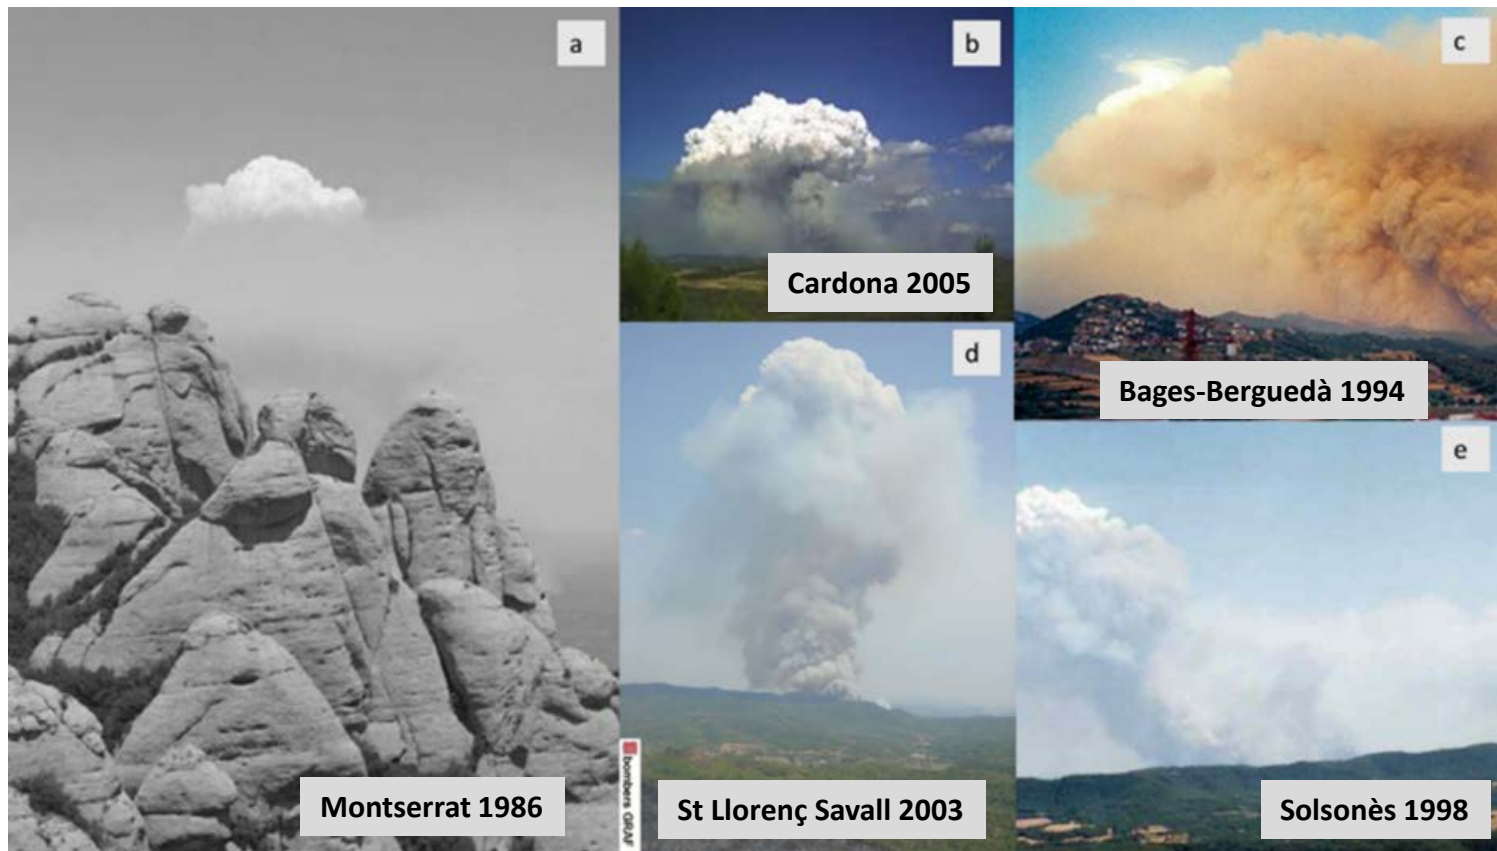 a
b
c
Cardona 2005
d
Bages-Berguedà 1994
e
bombers GRAF
Montserrat 1986
St Llorenç Savall 2003
Solsonès 1998